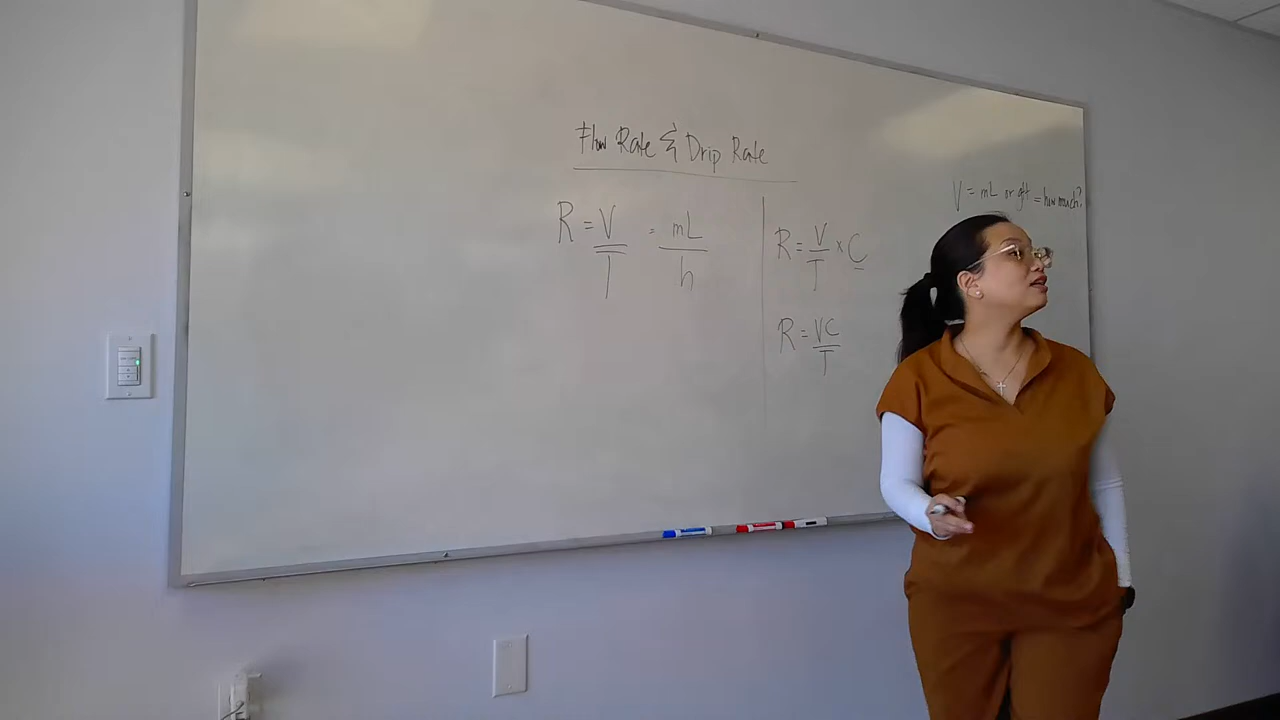 Flow Rate & Drip Rate
R = V/T = mL/h
R = V/T × C
R = VC/T
V = mL or gtt = how much?